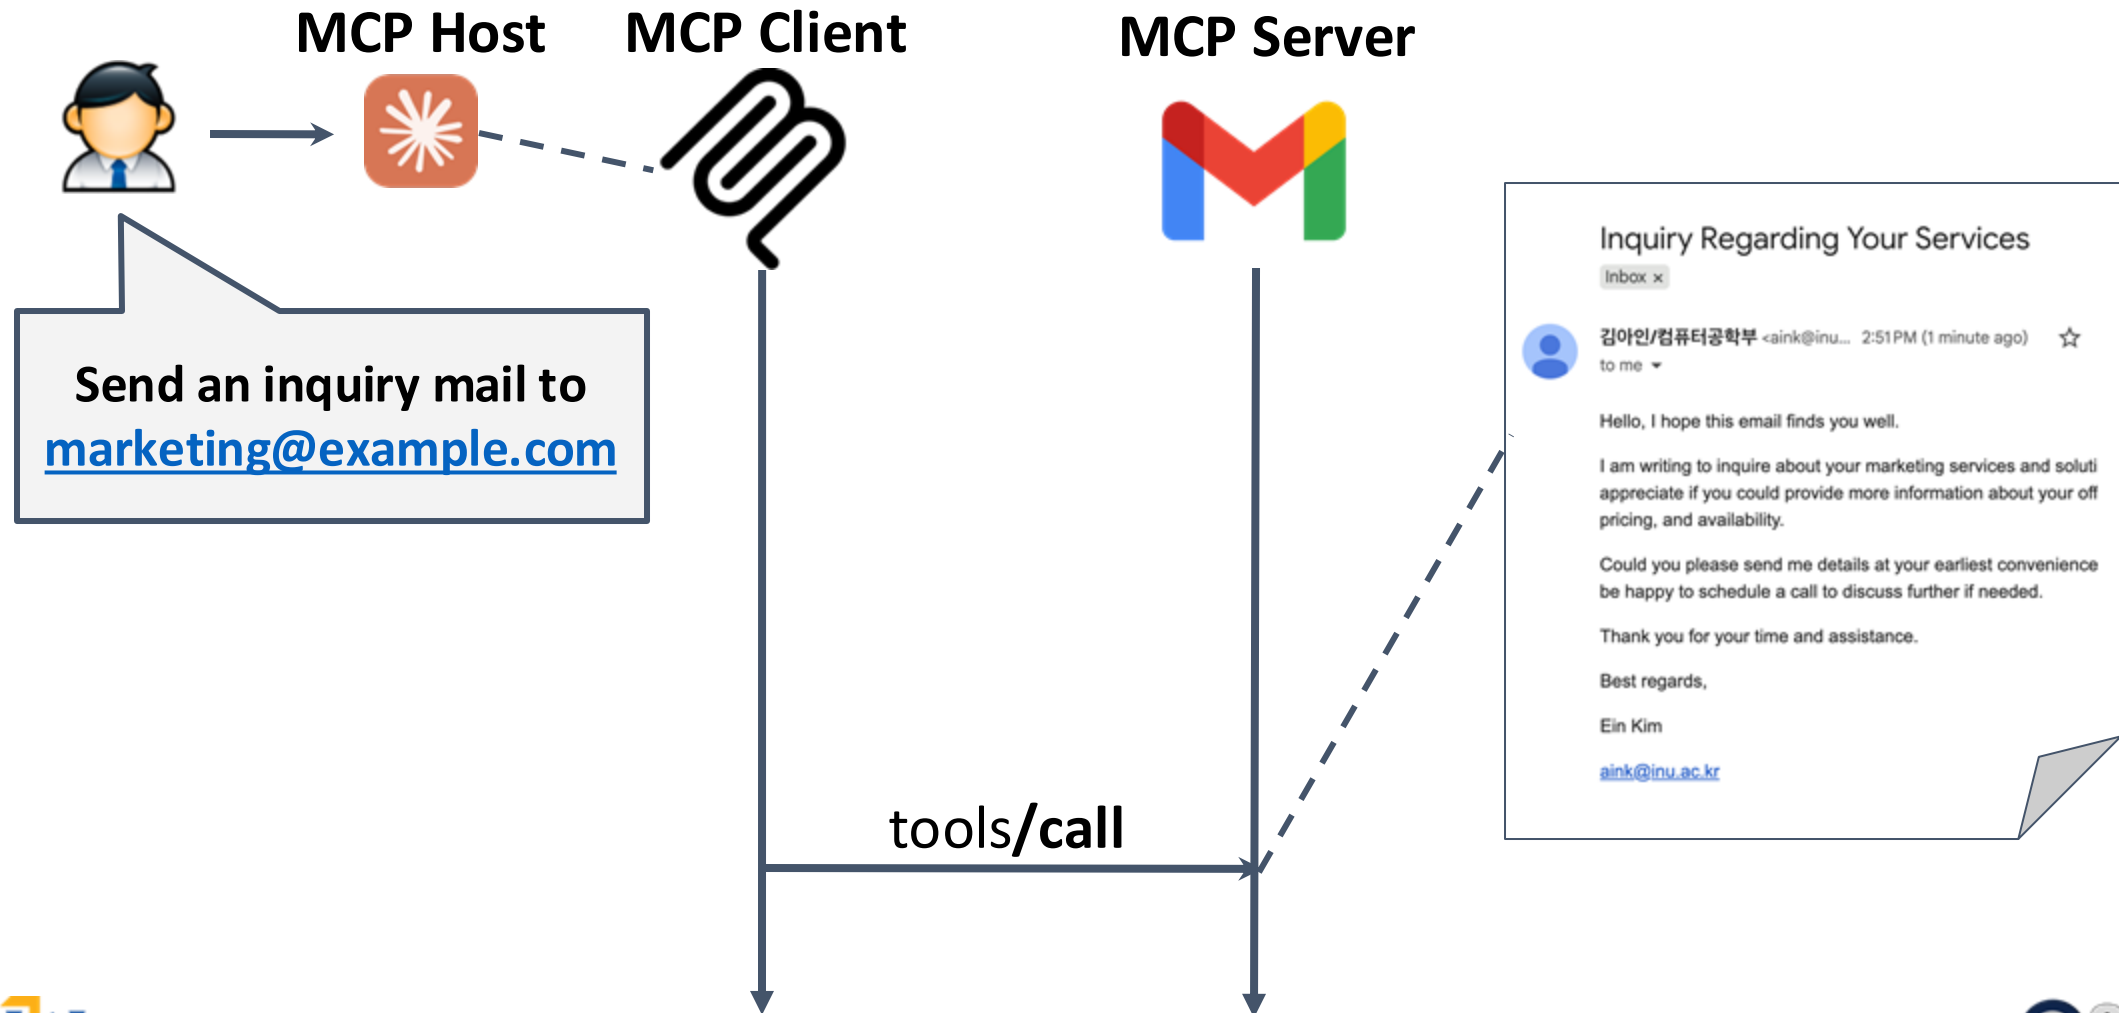 MCP Host
MCP Client
MCP Server
Send an inquiry mail to
marketing@example.com
tools/call
Inquiry Regarding Your Services
Inbox ×
김아인/컴퓨터공학부 <aink@inu... 2:51 PM (1 minute ago)
to me
Hello, I hope this email finds you well.
I am writing to inquire about your marketing services and soluti
appreciate if you could provide more information about your off
pricing, and availability.
Could you please send me details at your earliest convenience
be happy to schedule a call to discuss further if needed.
Thank you for your time and assistance.
Best regards,
Ein Kim
aink@inu.ac.kr